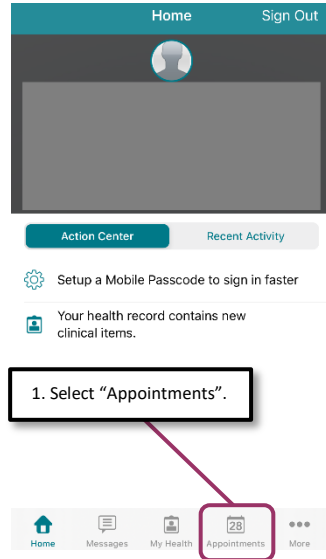 Home Sign Out
Action Center Recent Activity
Setup a Mobile Passcode to sign in faster
Your health record contains new
clinical items.
1. Select “Appointments”.
28
Home Messages My Health Appointments More